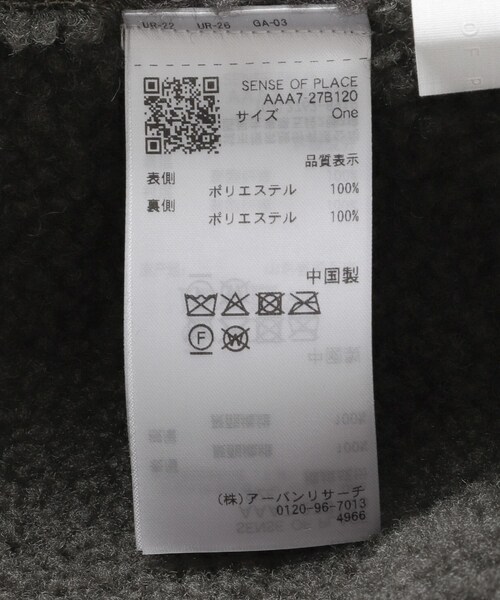 UR-22 UR-26 GA-03
SENSE OF PLACE
AAA7-27B120
サイズ One
品質表示
表側
ポリエステル 100%
裏側
ポリエステル 100%
中国製
F
W
(株)アーバンリサーチ
0120-96-7013
4966
OF P